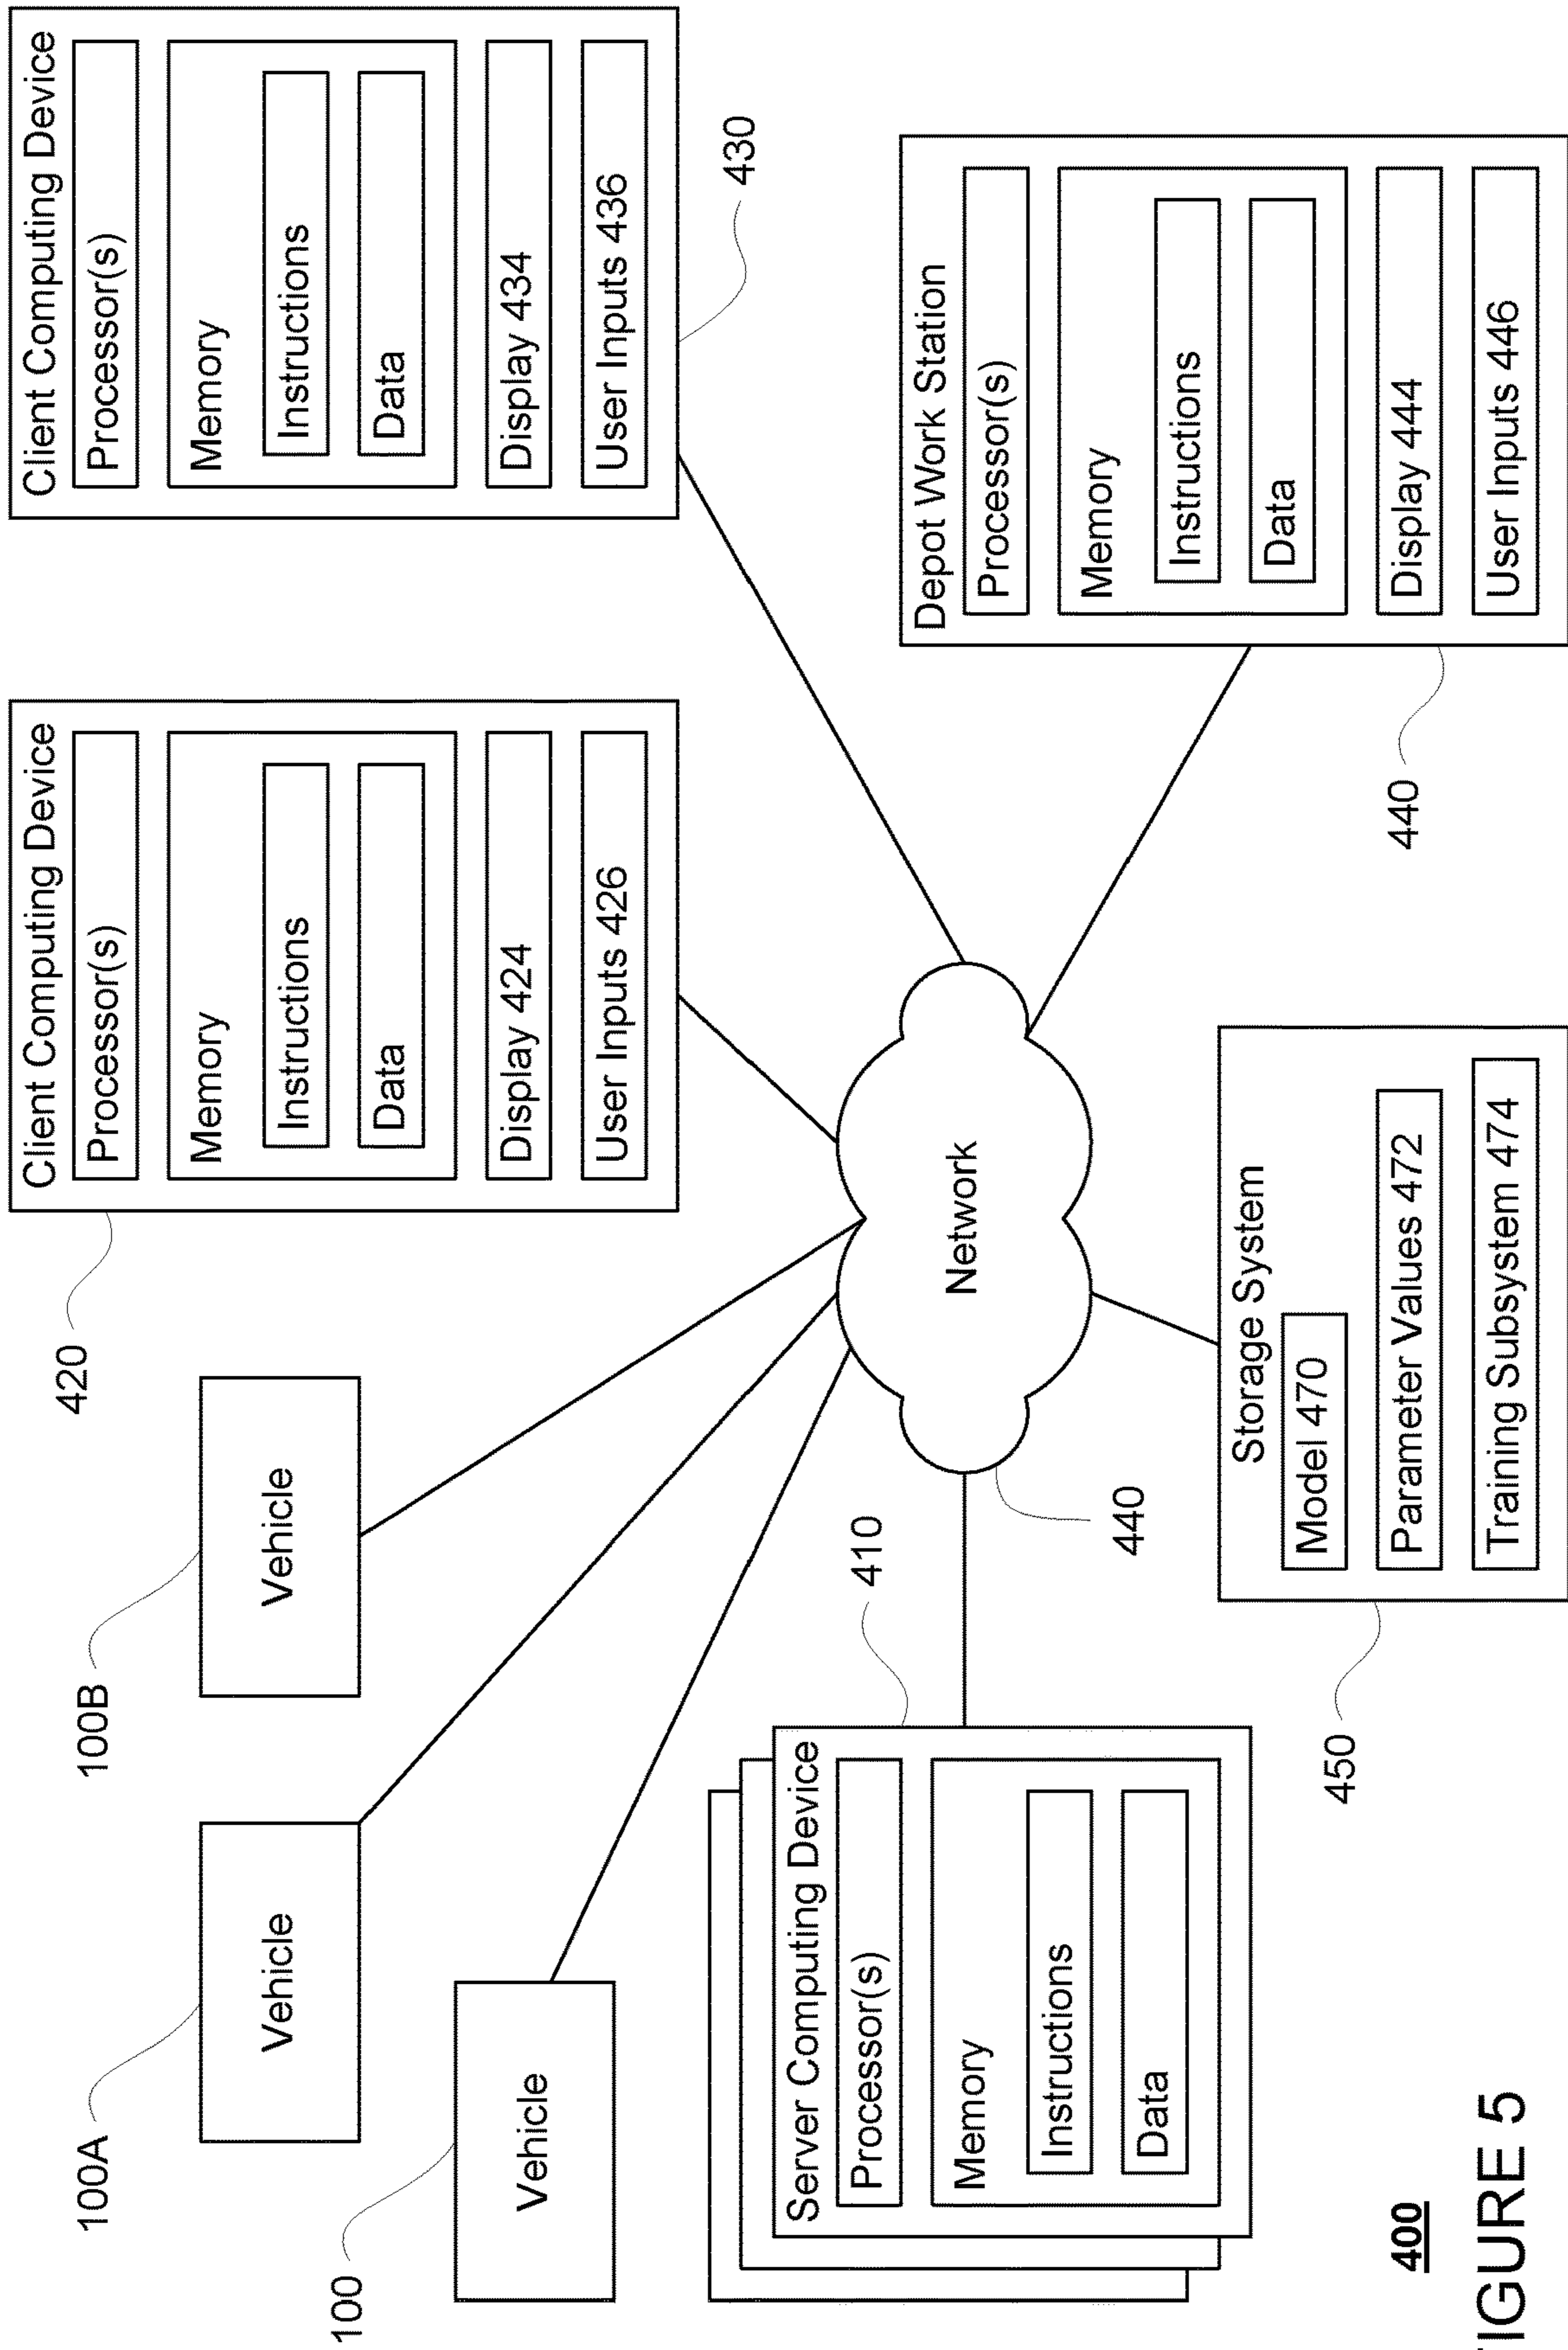 100A
100B
420
Client Computing Device
Processor(s)
Memory
Instructions
Data
Display 424
User Inputs 426
Client Computing Device
Processor(s)
Memory
Instructions
Data
Display 434
User Inputs 436
430
Vehicle
Vehicle
100
Vehicle
Server Computing Device
Processor(s)
Memory
Instructions
Data
410
Network
440
Depot Work Station
Processor(s)
Memory
Instructions
Data
Display 444
User Inputs 446
440
Storage System
Model 470
Parameter Values 472
Training Subsystem 474
450
400
IGURE 5